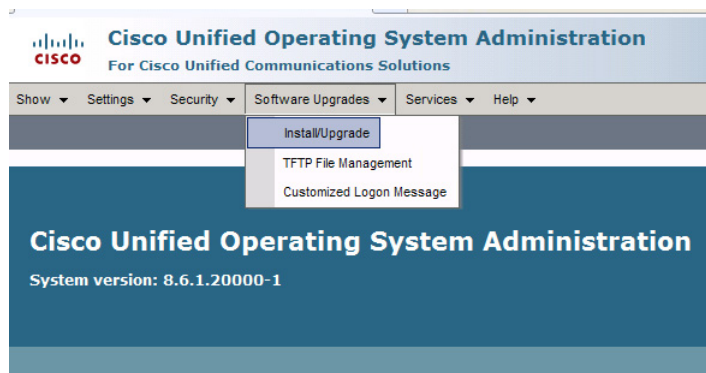 CISCO
Cisco Unified Operating System Administration
For Cisco Unified Communications Solutions
Show Settings Security Software Upgrades Services Help
Install/Upgrade
TFTP File Management
Customized Logon Message
Cisco Unified Operating System Administration
System version: 8.6.1.20000-1